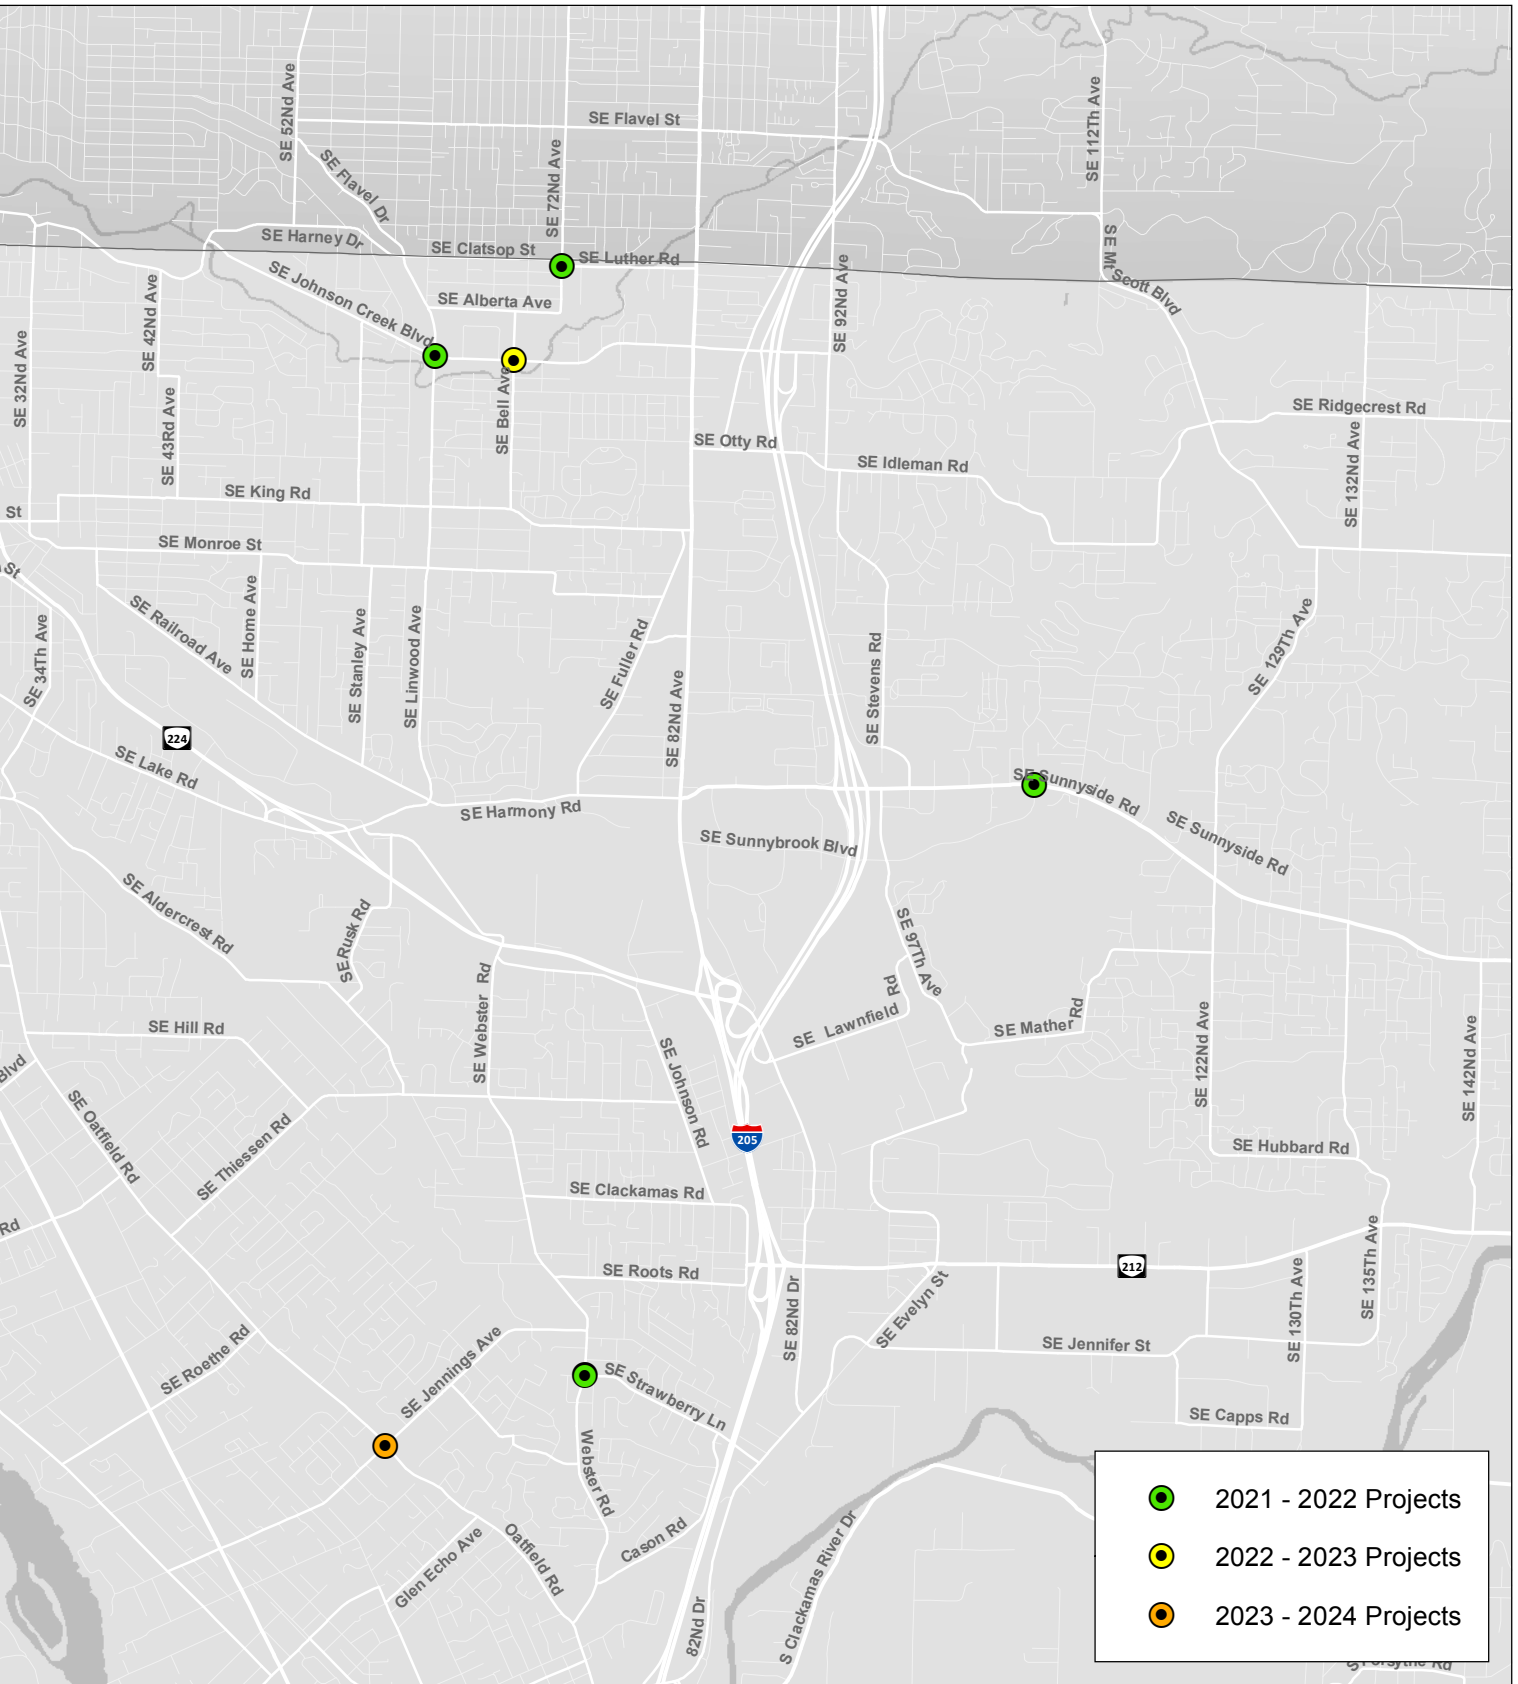 SE 52Nd Ave
SE Flavel St
SE 112Th Ave
SE Flavel Dr
SE 72Nd Ave
SE Harney Dr
SE Clatsop St
SE Luther Rd
SE Mt
Scott Blvd
SE Johnson Creek Blvd
SE Alberta Ave
SE 92Nd Ave
SE 42Nd Ave
SE 32Nd Ave
SE 43Rd Ave
SE Bell Ave
SE Ridgecrest Rd
SE Otty Rd
SE Idleman Rd
SE 132Nd Ave
SE King Rd
St
SE Monroe St
St
SE Railroad Ave
SE Home Ave
SE 34Th Ave
SE Stanley Ave
SE Linwood Ave
SE Fuller Rd
SE 82Nd Ave
SE Stevens Rd
SE 129Th Ave
224
SE Lake Rd
SE Harmony Rd
SE Sunnyside Rd
SE Sunnyside Rd
SE Sunnybrook Blvd
SE Aldercrest Rd
SE Rusk Rd
SE 97Th Ave
SE Webster Rd
SE Lawnfield Rd
SE Mather Rd
SE Hill Rd
SE 122Nd Ave
SE 142Nd Ave
Blvd
SE Johnson Rd
SE Oatfield Rd
SE Thiessen Rd
205
SE Hubbard Rd
SE Clackamas Rd
Rd
SE Roots Rd
212
SE 135Th Ave
SE 82Nd Dr
SE Evelyn St
SE 130Th Ave
SE Jennifer St
SE Roethe Rd
SE Jennings Ave
SE Strawberry Ln
SE Capps Rd
Webster Rd
Cason Rd
Oatfield Rd
Glen Echo Ave
S Clackamas River Dr
82Nd Dr
2021 - 2022 Projects
2022 - 2023 Projects
2023 - 2024 Projects
S Forsythe Rd